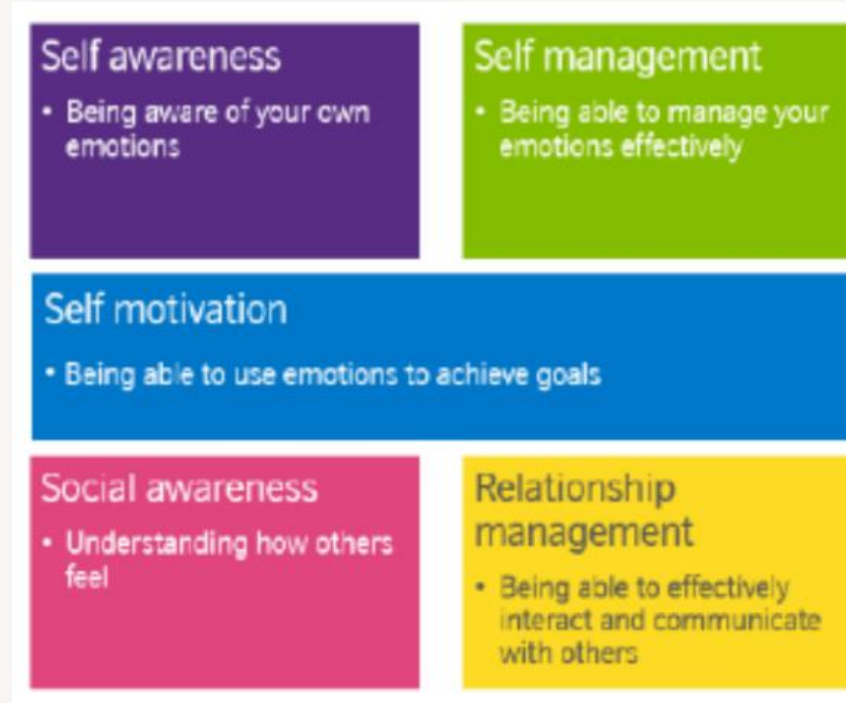 Self awareness
• Being aware of your own
emotions
Self management
• Being able to manage your
emotions effectively
Self motivation
• Being able to use emotions to achieve goals
Social awareness
• Understanding how others
feel
Relationship
management
• Being able to effectively
interact and communicate
with others